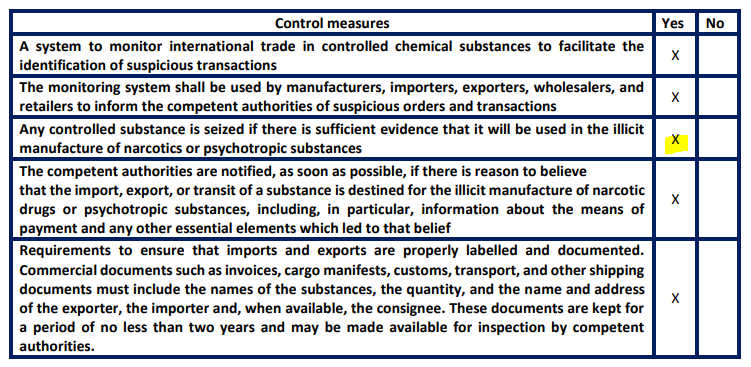 Control measures Yes No
A system to monitor international trade in controlled chemical substances to facilitate the
identification of suspicious transactions
X
The monitoring system shall be used by manufacturers, importers, exporters, wholesalers, and
retailers to inform the competent authorities of suspicious orders and transactions
X
Any controlled substance is seized if there is sufficient evidence that it will be used in the illicit
manufacture of narcotics or psychotropic substances
X
The competent authorities are notified, as soon as possible, if there is reason to believe
that the import, export, or transit of a substance is destined for the illicit manufacture of narcotic
drugs or psychotropic substances, including, in particular, information about the means of
payment and any other essential elements which led to that belief
X
Requirements to ensure that imports and exports are properly labelled and documented.
Commercial documents such as invoices, cargo manifests, customs, transport, and other shipping
documents must include the names of the substances, the quantity, and the name and address
of the exporter, the importer and, when available, the consignee. These documents are kept for
a period of no less than two years and may be made available for inspection by competent
authorities.
X